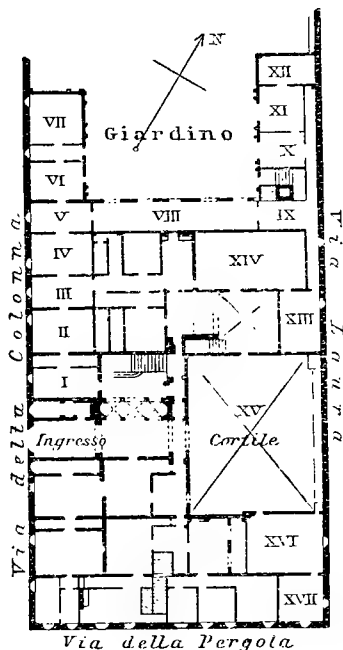 N
XII
VII
XI
Giardino
X
VI
V
VIII
IX
IV
XIV
III
II
XIII
I
XV
Ingresso
Cortile
XVI
XVII
Via della Colonna.
Via Laura
Via della Pergola